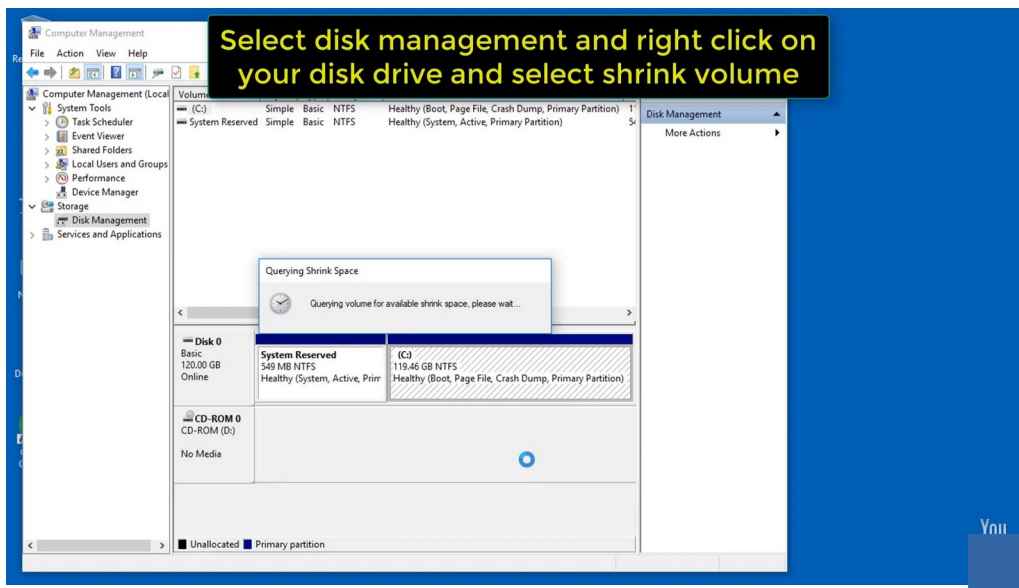 Select disk management and right click on
your disk drive and select shrink volume
Computer Management
File Action View Help
Computer Management (Local
System Tools
Task Scheduler
Event Viewer
Shared Folders
Local Users and Groups
Performance
Device Manager
Storage
Disk Management
Services and Applications
Volume
(C:) Simple Basic NTFS Healthy (Boot, Page File, Crash Dump, Primary Partition)
System Reserved Simple Basic NTFS Healthy (System, Active, Primary Partition)
Disk Management
More Actions
Querying Shrink Space
Querying volume for available shrink space, please wait...
Disk 0
Basic
120.00 GB
Online
System Reserved
549 MB NTFS
Healthy (System, Active, Prim
(C:)
119.46 GB NTFS
Healthy (Boot, Page File, Crash Dump, Primary Partition)
CD-ROM 0
CD-ROM (D:)
No Media
Unallocated Primary partition
You